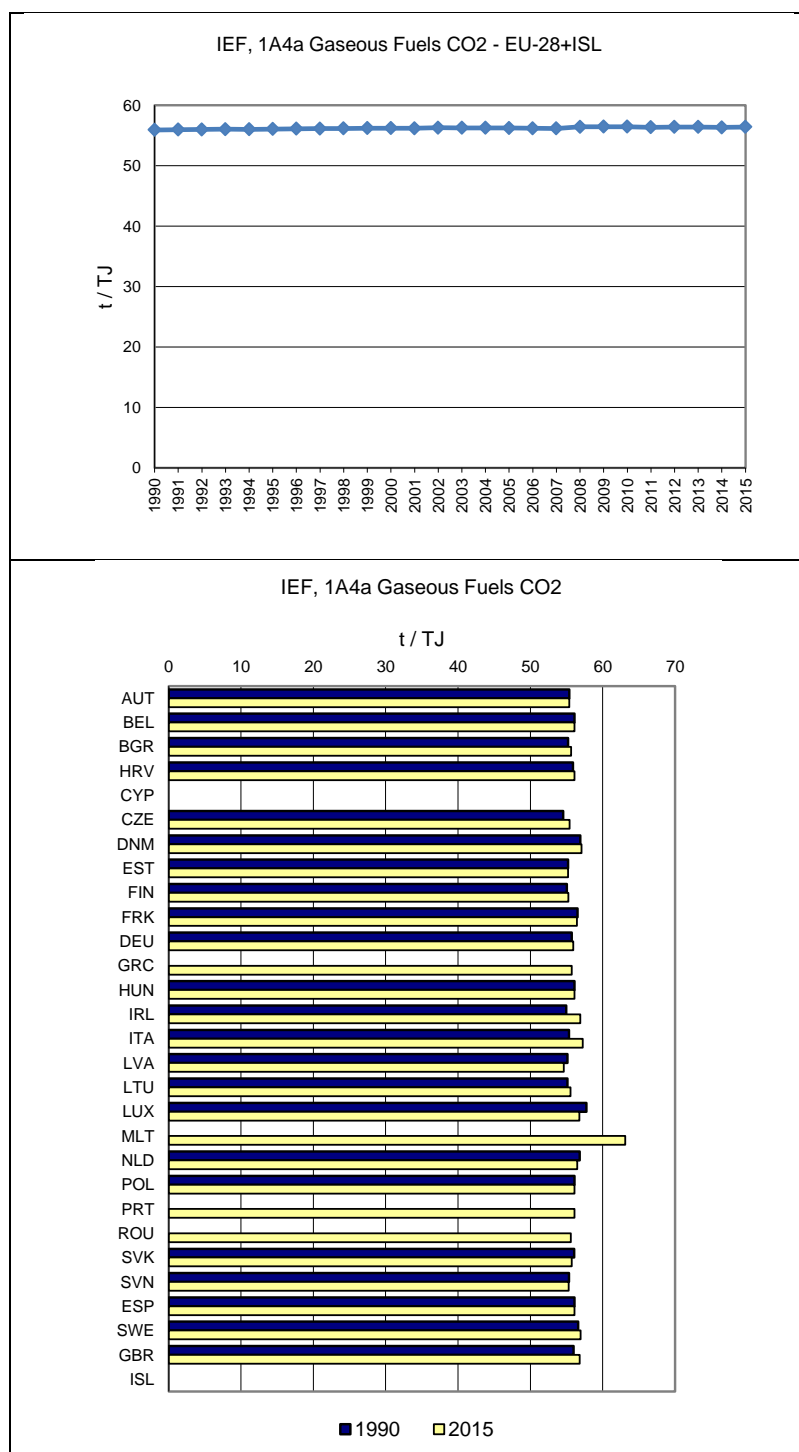 IEF, 1A4a Gaseous Fuels CO2 - EU-28+ISL
60
50
40
30
20
10
0
t / TJ
1990 1991 1992 1993 1994 1995 1996 1997 1998 1999 2000 2001 2002 2003 2004 2005 2006 2007 2008 2009 2010 2011 2012 2013 2014 2015
IEF, 1A4a Gaseous Fuels CO2
t / TJ
0 10 20 30 40 50 60 70
AUT
BEL
BGR
HRV
CYP
CZE
DNM
EST
FIN
FRK
DEU
GRC
HUN
IRL
ITA
LVA
LTU
LUX
MLT
NLD
POL
PRT
ROU
SVK
SVN
ESP
SWE
GBR
ISL
1990 2015